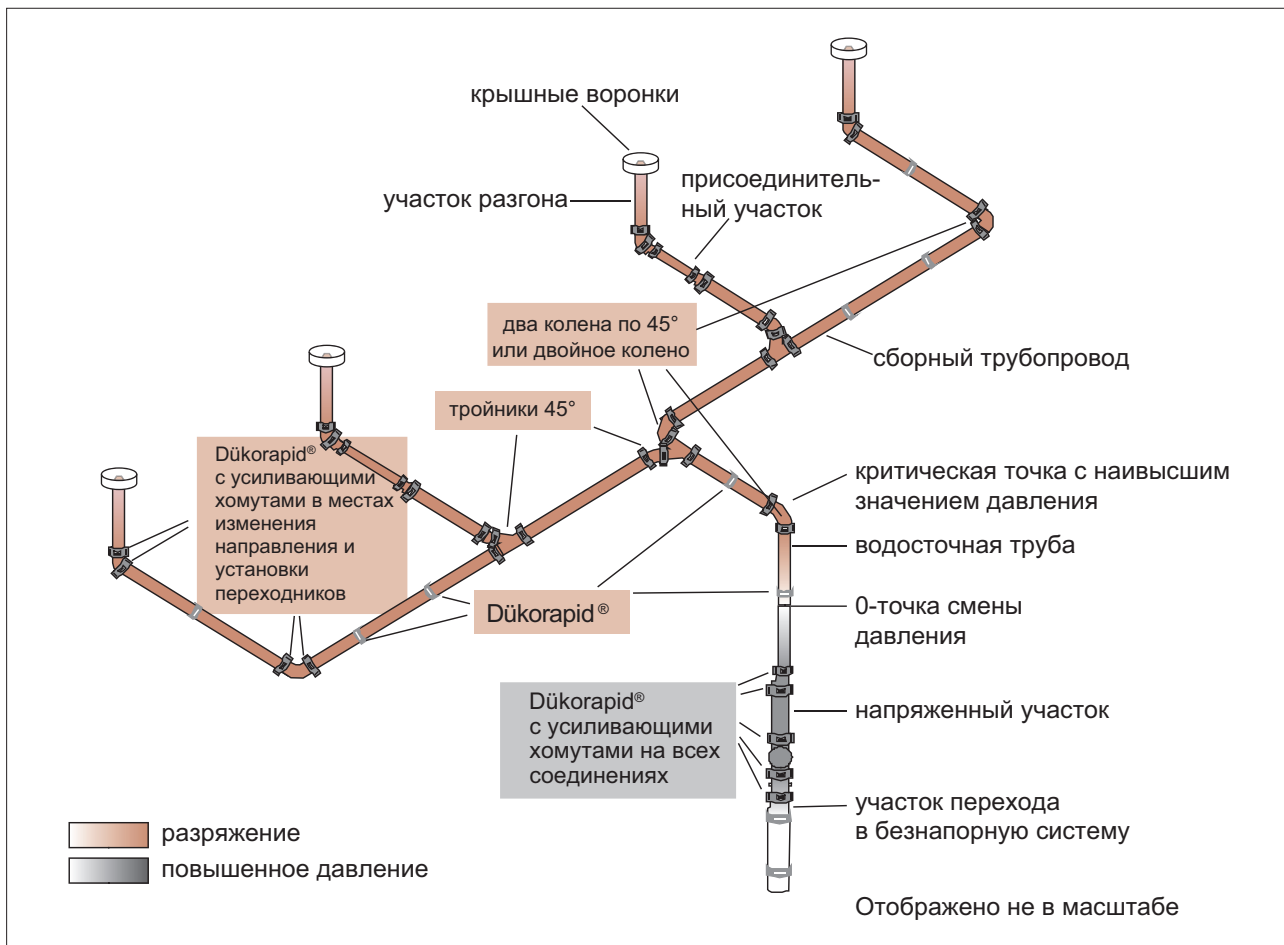 крышные воронки
участок разгона
присоединитель-
ный участок
два колена по 45°
или двойное колено
сборный трубопровод
тройники 45°
Dükorapid®
с усиливающими
хомутами в местах
изменения
направления и
установки
переходников
критическая точка с наивысшим
значением давления
водосточная труба
Dükorapid®
0-точка смены
давления
Dükorapid®
с усиливающими
хомутами на всех
соединениях
напряженный участок
участок перехода
в безнапорную систему
разряжение
повышенное давление
Отображено не в масштабе